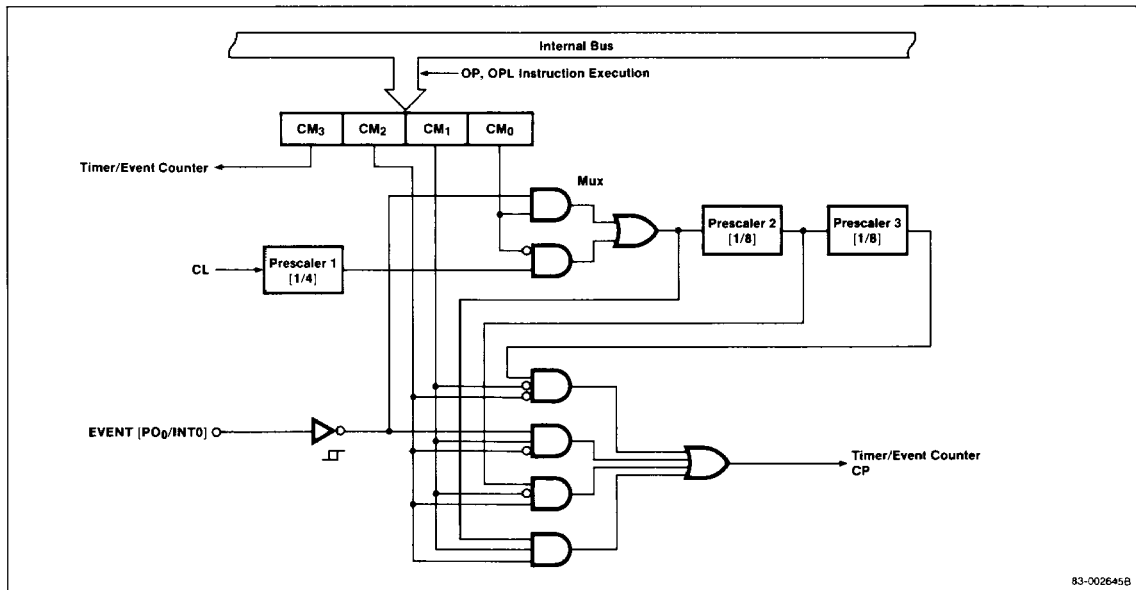 Internal Bus
OP, OPL Instruction Execution
CM3 CM2 CM1 CM0
Timer/Event Counter
Mux
Prescaler 2
[1/8]
Prescaler 3
[1/8]
CL
Prescaler 1
[1/4]
EVENT [PO0/INT0]
Timer/Event Counter
CP
83-002645B